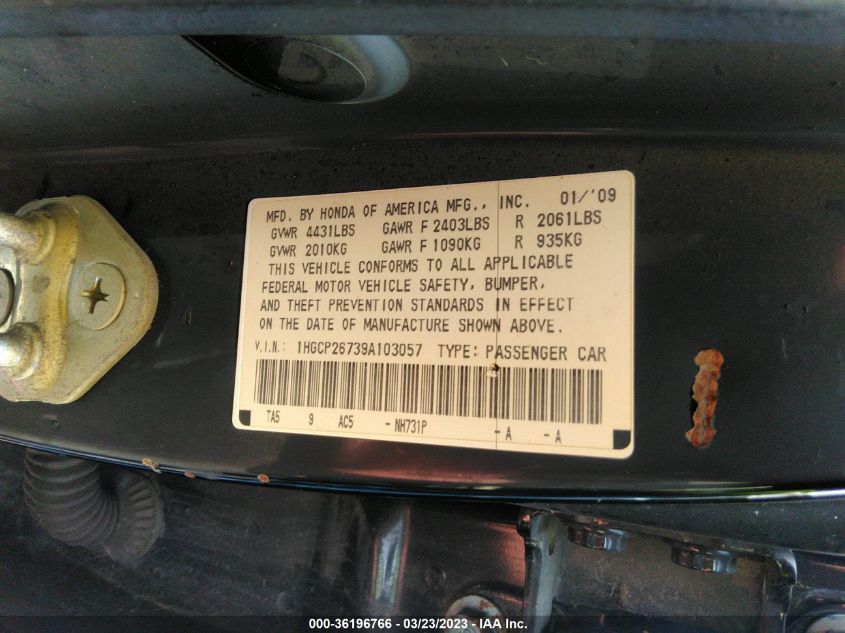 MFD. BY HONDA OF AMERICA MFG., INC. 01/'09
GVWR 4431LBS GAWR F 2403LBS R 2061LBS
GVWR 2010KG GAWR F 1090KG R 935KG
THIS VEHICLE CONFORMS TO ALL APPLICABLE
FEDERAL MOTOR VEHICLE SAFETY, BUMPER,
AND THEFT PREVENTION STANDARDS IN EFFECT
ON THE DATE OF MANUFACTURE SHOWN ABOVE.
V.I.N.: 1HGCP26739A103057 TYPE: PASSENGER CAR
TA5 9 AC5 - NH731P - A - A
000-36196766 - 03/23/2023 - IAA Inc.